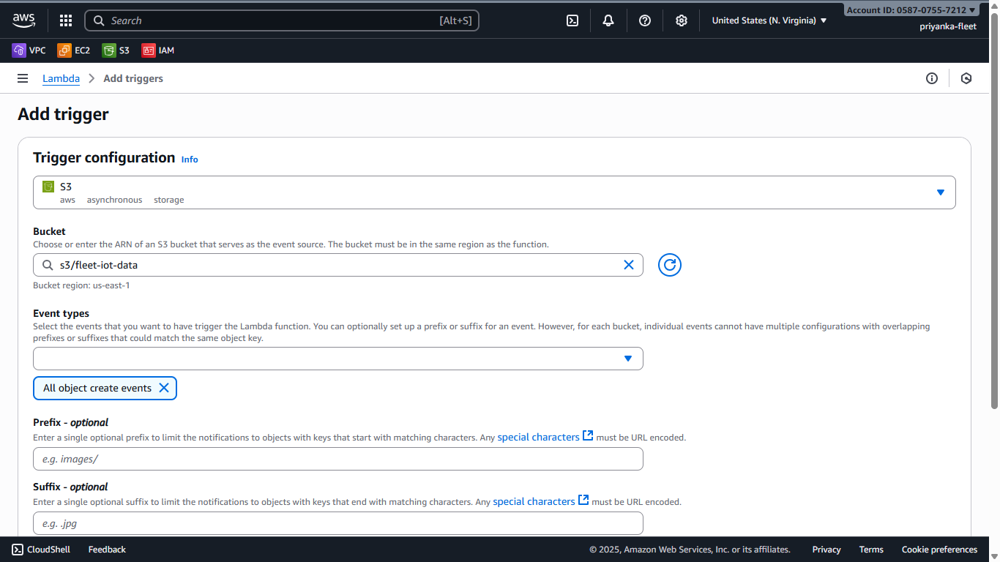 aws
Search
[Alt+S]
United States (N. Virginia)
Account ID: 0587-0755-7212
priyanka-fleet
VPC
EC2
S3
IAM
Lambda
Add triggers
Add trigger
Trigger configuration Info
S3
aws asynchronous storage
Bucket
Choose or enter the ARN of an S3 bucket that serves as the event source. The bucket must be in the same region as the function.
s3/fleet-iot-data
Bucket region: us-east-1
Event types
Select the events that you want to have trigger the Lambda function. You can optionally set up a prefix or suffix for an event. However, for each bucket, individual events cannot have multiple configurations with overlapping
prefixes or suffixes that could match the same object key.
All object create events
Prefix - optional
Enter a single optional prefix to limit the notifications to objects with keys that start with matching characters. Any special characters must be URL encoded.
e.g. images/
Suffix - optional
Enter a single optional suffix to limit the notifications to objects with keys that end with matching characters. Any special characters must be URL encoded.
e.g. .jpg
CloudShell
Feedback
© 2025, Amazon Web Services, Inc. or its affiliates.
Privacy
Terms
Cookie preferences